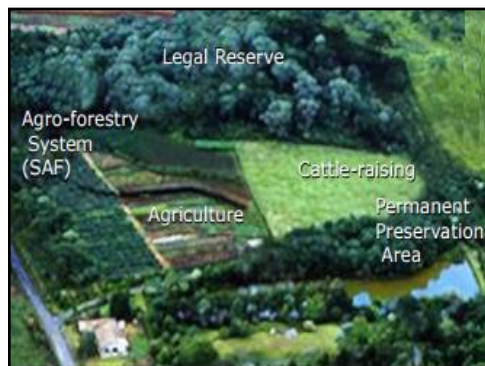 Legal Reserve
Agro-forestry
System
(SAF)
Cattle-raising
Agriculture
Permanent
Preservation
Area